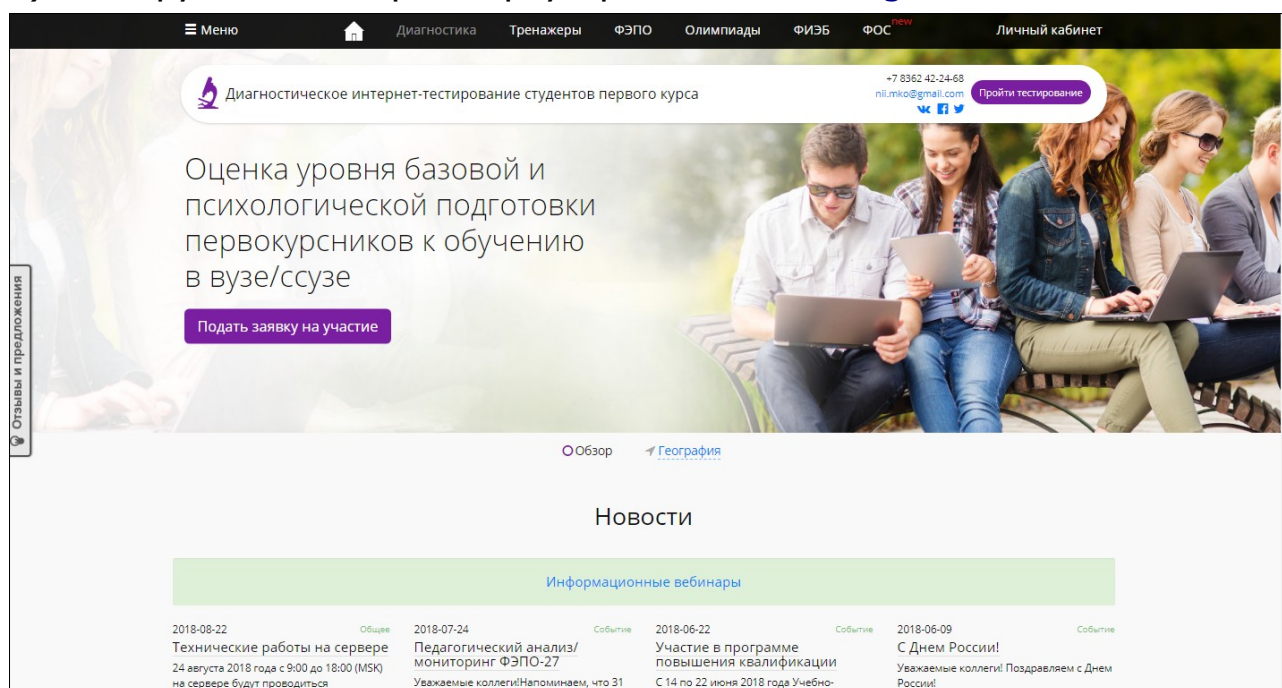 Меню
Диагностика
Тренажеры
ФЭПО
Олимпиады
ФИЭБ
ФОС new
Личный кабинет
Диагностическое интернет-тестирование студентов первого курса
+7 8362 42-24-68
nii.mko@gmail.com
Пройти тестирование
Оценка уровня базовой и
психологической подготовки
первокурсников к обучению
в вузе/ссузе
Подать заявку на участие
Отзывы и предложения
Обзор
География
Новости
Информационные вебинары
2018-08-22 Общее
Технические работы на сервере
24 августа 2018 года с 9:00 до 18:00 (MSK)
на сервере будут проводиться
2018-07-24 Событие
Педагогический анализ/
мониторинг ФЭПО-27
Уважаемые коллеги!Напоминаем, что 31
2018-06-22 Событие
Участие в программе
повышения квалификации
С 14 по 22 июня 2018 года Учебно-
2018-06-09 Событие
С Днем России!
Уважаемые коллеги! Поздравляем с Днем
России!